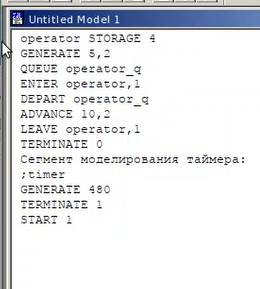 Untitled Model 1
operator STORAGE 4
GENERATE 5,2
QUEUE operator_q
ENTER operator,1
DEPART operator_q
ADVANCE 10,2
LEAVE operator,1
TERMINATE 0
Сегмент моделирования таймера:
;timer
GENERATE 480
TERMINATE 1
START 1